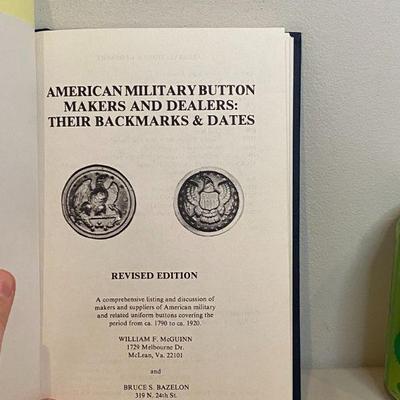 AMERICAN MILITARY BUTTON
MAKERS AND DEALERS:
THEIR BACKMARKS & DATES
REVISED EDITION
A comprehensive listing and discussion of
makers and suppliers of American military
and related uniform buttons covering the
period from ca. 1790 to ca. 1920.
WILLIAM F. McGUINN
1729 Melbourne Dr.
McLean, Va. 22101
and
BRUCE S. BAZELON
319 N. 24th St.